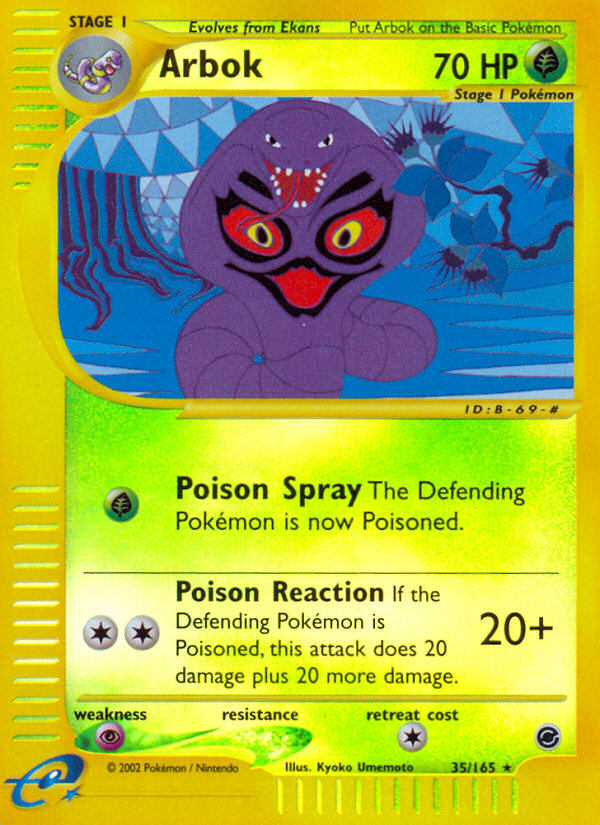 STAGE 1
Evolves from Ekans
Put Arbok on the Basic Pokémon
Arbok
70 HP
Stage 1 Pokémon
ID:B-69-#
Poison Spray The Defending
Pokémon is now Poisoned.
Poison Reaction If the
Defending Pokémon is
Poisoned, this attack does 20
damage plus 20 more damage.
20+
weakness
resistance
retreat cost
© 2002 Pokémon / Nintendo
Illus. Kyoko Umemoto
35/165 ★
e